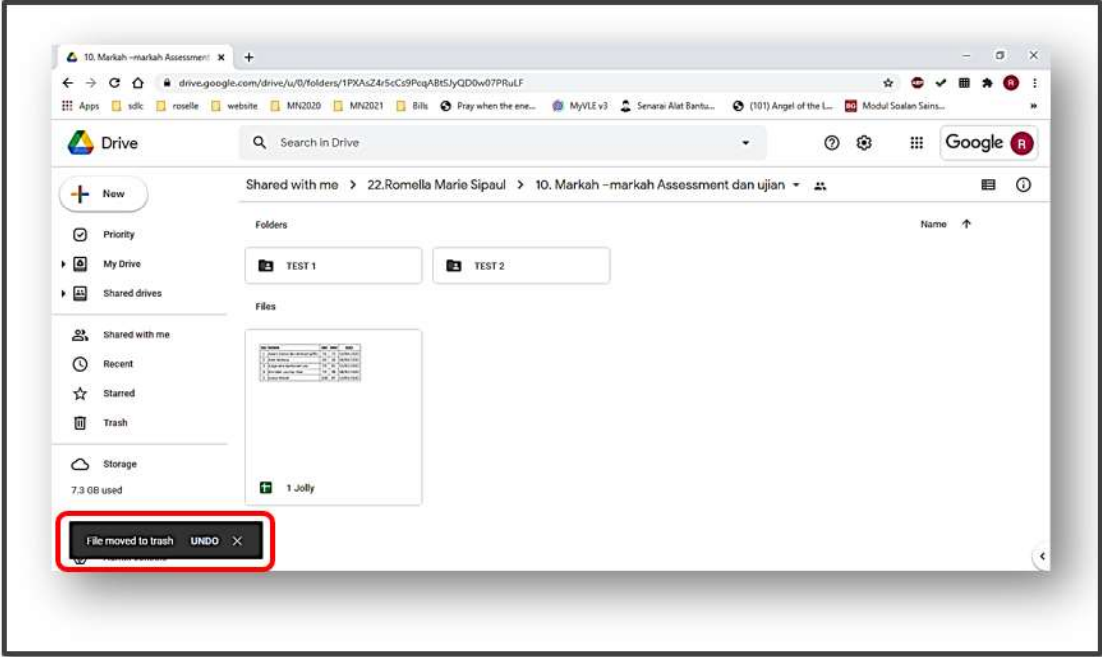 10. Markah –markah Assessment
drive.google.com/drive/u/0/folders/1PXAsZ4r5cCs9PcqABtSJyQD0w07PRuLF
Apps sdlc roselle website MN2020 MN2021 Bills Pray when the ene... MyVLE v3 Senarai Alat Bantu... (101) Angel of the L... Modul Soalan Sains...
Drive Search in Drive Google R
Shared with me > 22.Romella Marie Sipaul > 10. Markah –markah Assessment dan ujian
New
Folders
Name
Priority
My Drive
TEST 1 TEST 2
Shared drives
Files
Shared with me
Recent
Starred
Trash
Storage
7.3 GB used
1 Jolly
File moved to trash UNDO